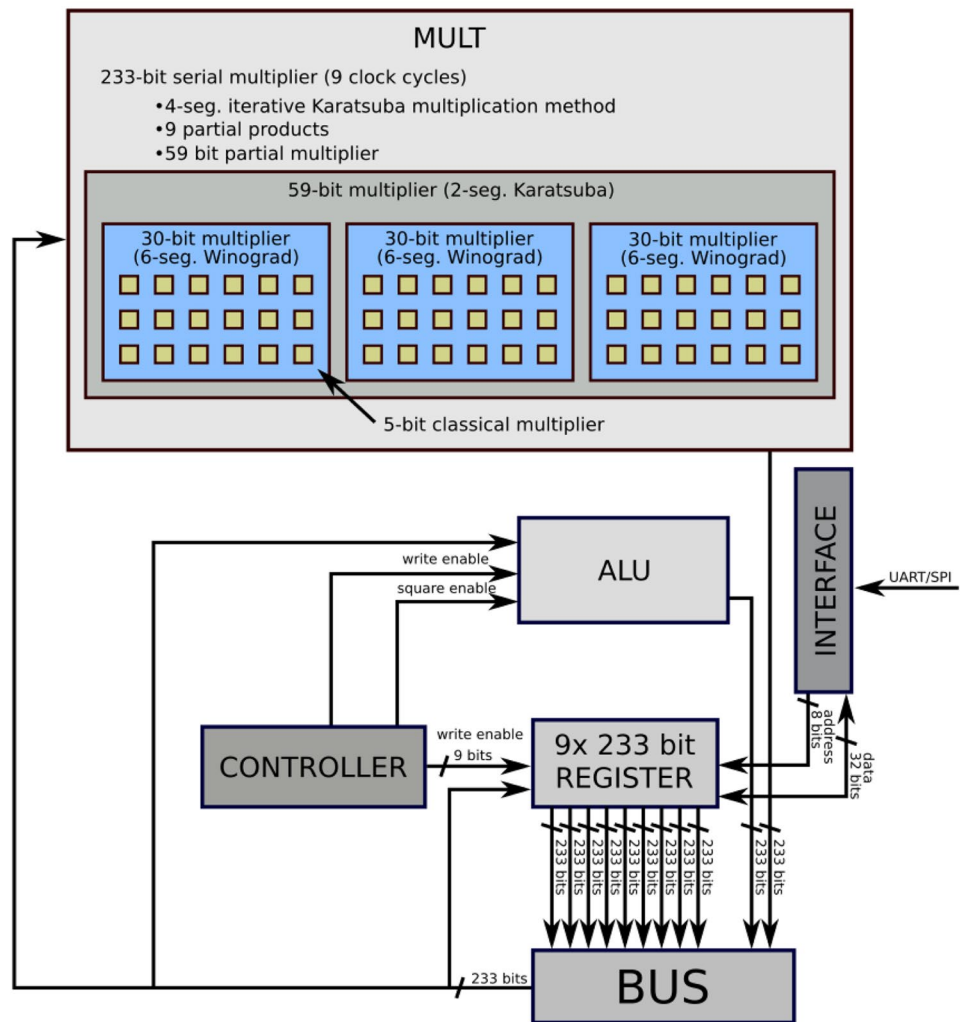 MULT
233-bit serial multiplier (9 clock cycles)
•4-seg. iterative Karatsuba multiplication method
•9 partial products
•59 bit partial multiplier
59-bit multiplier (2-seg. Karatsuba)
30-bit multiplier
(6-seg. Winograd)
30-bit multiplier
(6-seg. Winograd)
30-bit multiplier
(6-seg. Winograd)
5-bit classical multiplier
write enable
square enable
ALU
INTERFACE
UART/SPI
address
8 bits
data
32 bits
CONTROLLER
write enable
9 bits
9x 233 bit
REGISTER
233 bits
233 bits
233 bits
233 bits
233 bits
233 bits
233 bits
233 bits
233 bits
233 bits
233 bits
233 bits
BUS